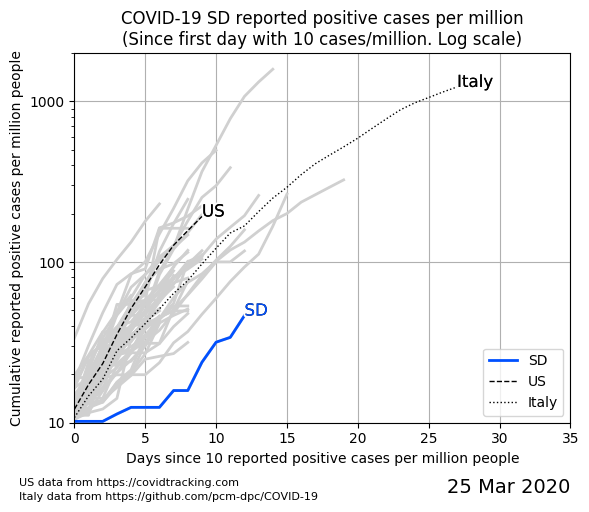 COVID-19 SD reported positive cases per million
(Since first day with 10 cases/million. Log scale)
Cumulative reported positive cases per million people
1000
100
10
Italy
US
SD
SD
US
Italy
0 5 10 15 20 25 30 35
Days since 10 reported positive cases per million people
US data from https://covidtracking.com
Italy data from https://github.com/pcm-dpc/COVID-19
25 Mar 2020